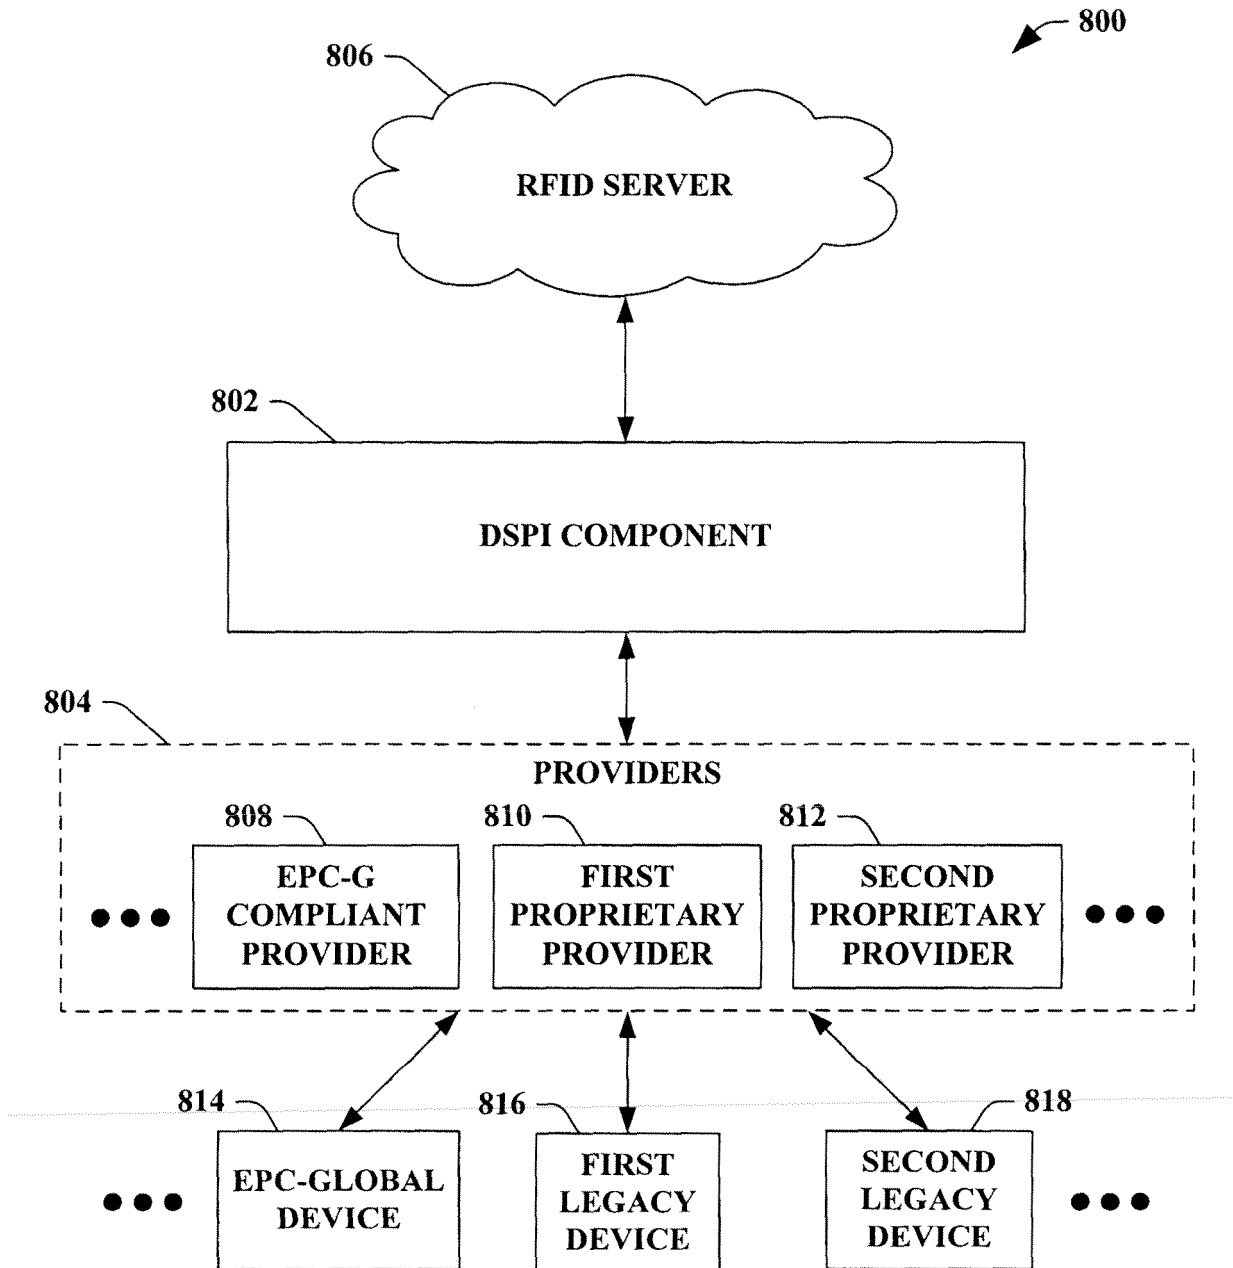 800
806
RFID SERVER
802
DSPI COMPONENT
804
PROVIDERS
808
810
812
EPC-G
COMPLIANT
PROVIDER
FIRST
PROPRIETARY
PROVIDER
SECOND
PROPRIETARY
PROVIDER
814
816
818
EPC-GLOBAL
DEVICE
FIRST
LEGACY
DEVICE
SECOND
LEGACY
DEVICE